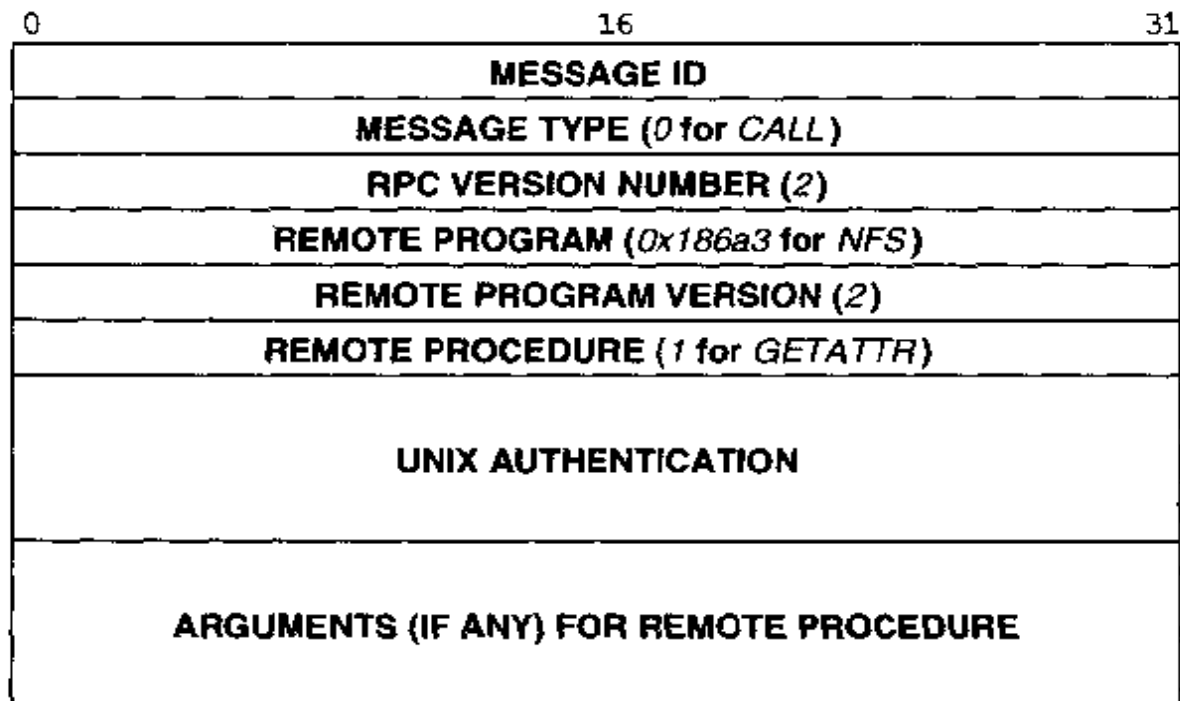 0 16 31
MESSAGE ID
MESSAGE TYPE (0 for CALL)
RPC VERSION NUMBER (2)
REMOTE PROGRAM (0x186a3 for NFS)
REMOTE PROGRAM VERSION (2)
REMOTE PROCEDURE (1 for GETATTR)
UNIX AUTHENTICATION
ARGUMENTS (IF ANY) FOR REMOTE PROCEDURE